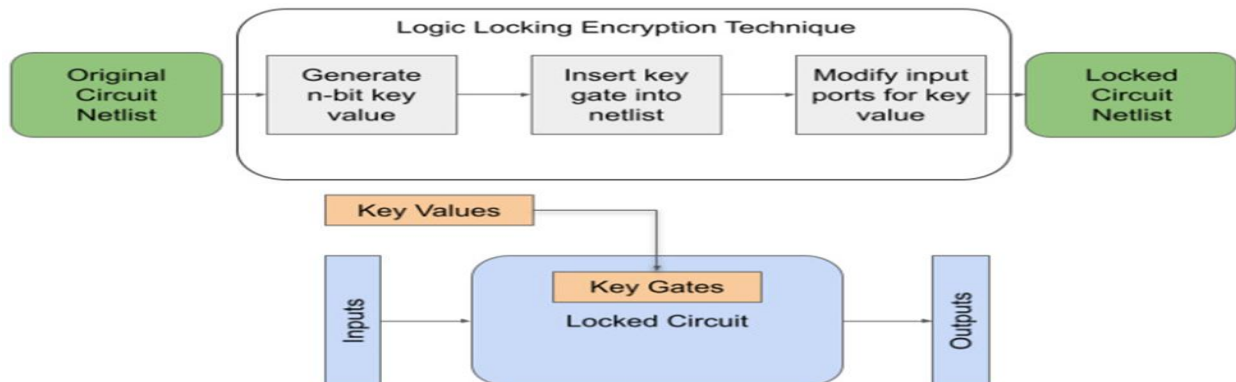 Logic Locking Encryption Technique
Original
Circuit
Netlist
Generate
n-bit key
value
Insert key
gate into
netlist
Modify input
ports for key
value
Locked
Circuit
Netlist
Key Values
Inputs
Key Gates
Locked Circuit
Outputs